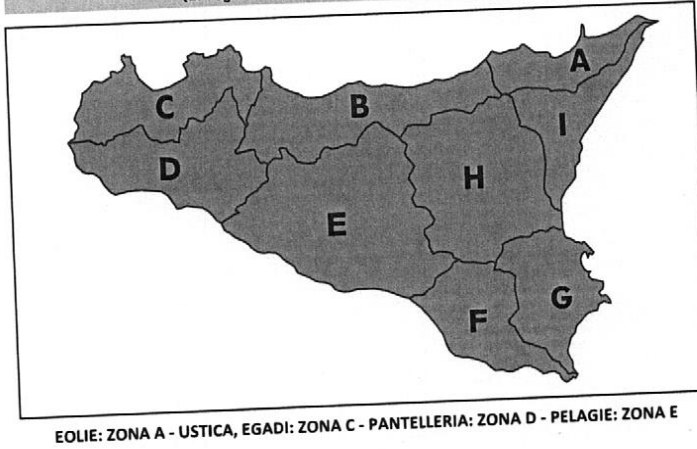 A
C
B
I
D
H
E
G
F
EOLIE: ZONA A - USTICA, EGADI: ZONA C - PANTELLERIA: ZONA D - PELAGIE: ZONA E